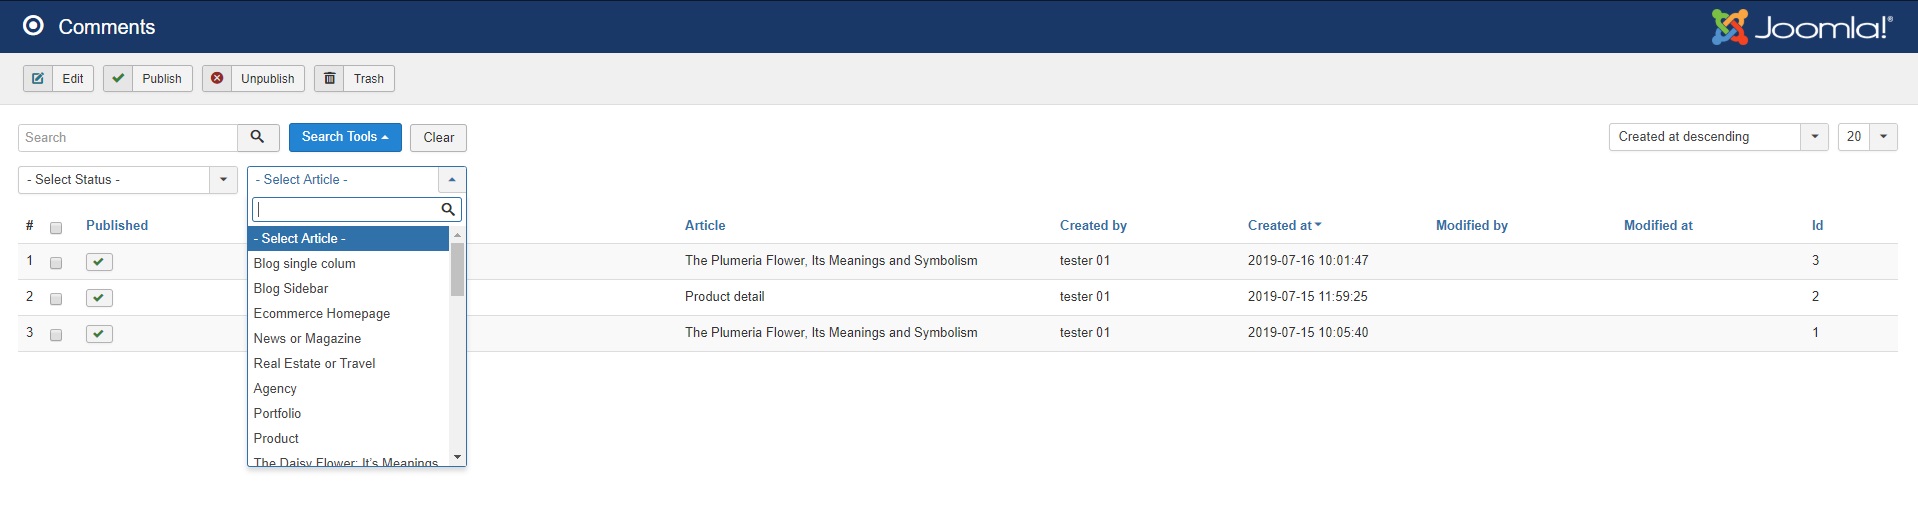 Comments
Joomla!®
Edit Publish Unpublish Trash
Search Search Tools Clear Created at descending 20
- Select Status - - Select Article -
# Published Article Created by Created at Modified by Modified at Id
- Select Article -
1 The Plumeria Flower, Its Meanings and Symbolism tester 01 2019-07-16 10:01:47 3
Blog single colum
Blog Sidebar
2 Product detail tester 01 2019-07-15 11:59:25 2
Ecommerce Homepage
3 The Plumeria Flower, Its Meanings and Symbolism tester 01 2019-07-15 10:05:40 1
News or Magazine
Real Estate or Travel
Agency
Portfolio
Product
The Daisy Flower: It's Meanings